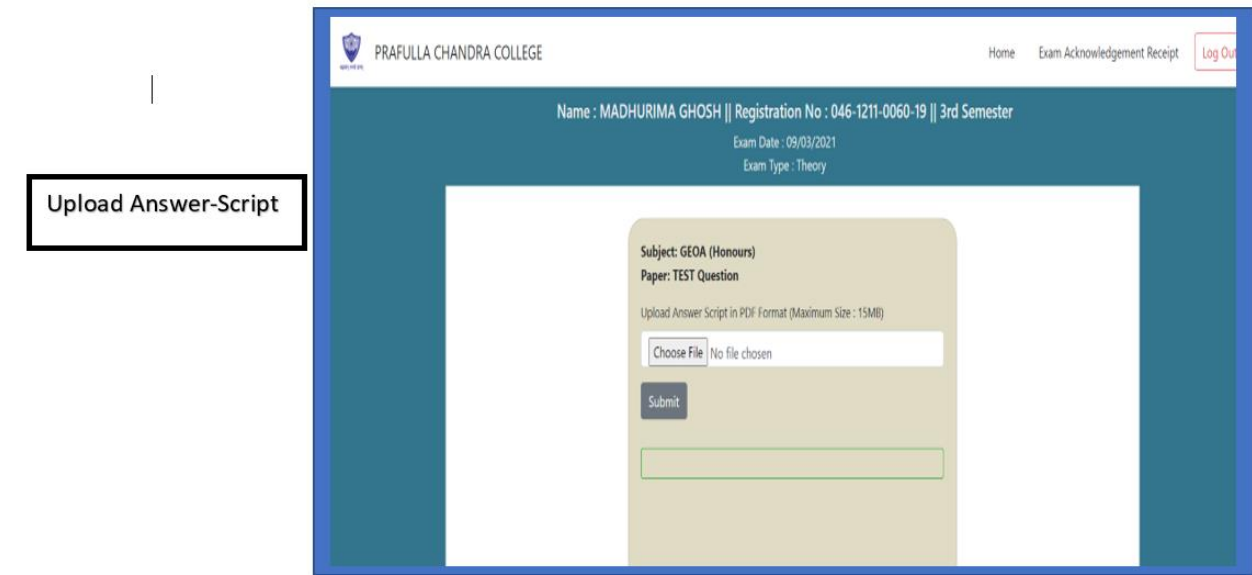 PRAFULLA CHANDRA COLLEGE
Home Exam Acknowledgement Receipt Log Out
Name : MADHURIMA GHOSH || Registration No : 046-1211-0060-19 || 3rd Semester
Exam Date : 09/03/2021
Exam Type : Theory
Upload Answer-Script
Subject: GEOA (Honours)
Paper: TEST Question
Upload Answer Script in PDF Format (Maximum Size : 15MB)
Choose File No file chosen
Submit